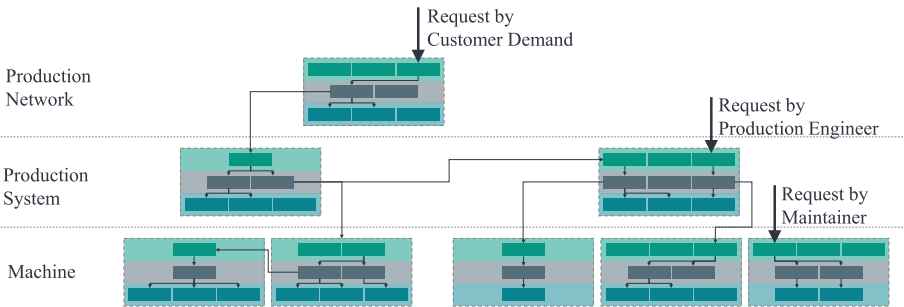 Request by
Customer Demand
Production
Network
Request by
Production Engineer
Production
System
Request by
Maintainer
Machine